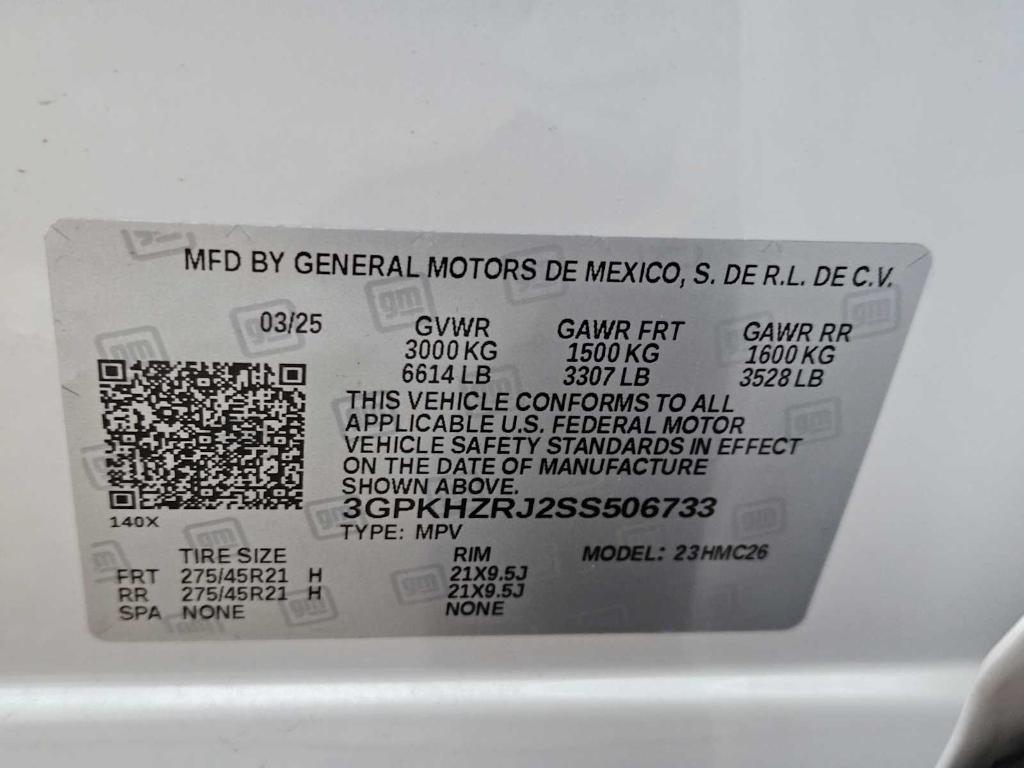 MFD BY GENERAL MOTORS DE MEXICO, S. DE R.L. DE C.V.
03/25 GVWR GAWR FRT GAWR RR
3000 KG 1500 KG 1600 KG
6614 LB 3307 LB 3528 LB
THIS VEHICLE CONFORMS TO ALL
APPLICABLE U.S. FEDERAL MOTOR
VEHICLE SAFETY STANDARDS IN EFFECT
ON THE DATE OF MANUFACTURE
SHOWN ABOVE.
3GPKHZRJ2SS506733
140X
TYPE: MPV
TIRE SIZE RIM MODEL: 23HMC26
FRT 275/45R21 H 21X9.5J
RR 275/45R21 H 21X9.5J
SPA NONE NONE
gm